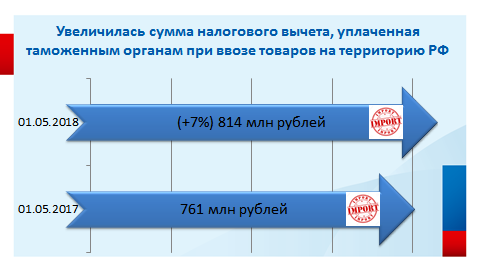 Увеличилась сумма налогового вычета, уплаченная
таможенным органам при ввозе товаров на территорию РФ
01.05.2018
(+7%) 814 млн рублей
IMPORT
01.05.2017
761 млн рублей
IMPORT